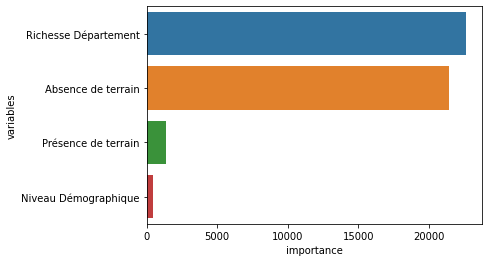 Richesse Département
Absence de terrain
Présence de terrain
Niveau Démographique
variables
0
5000
10000
15000
20000
importance